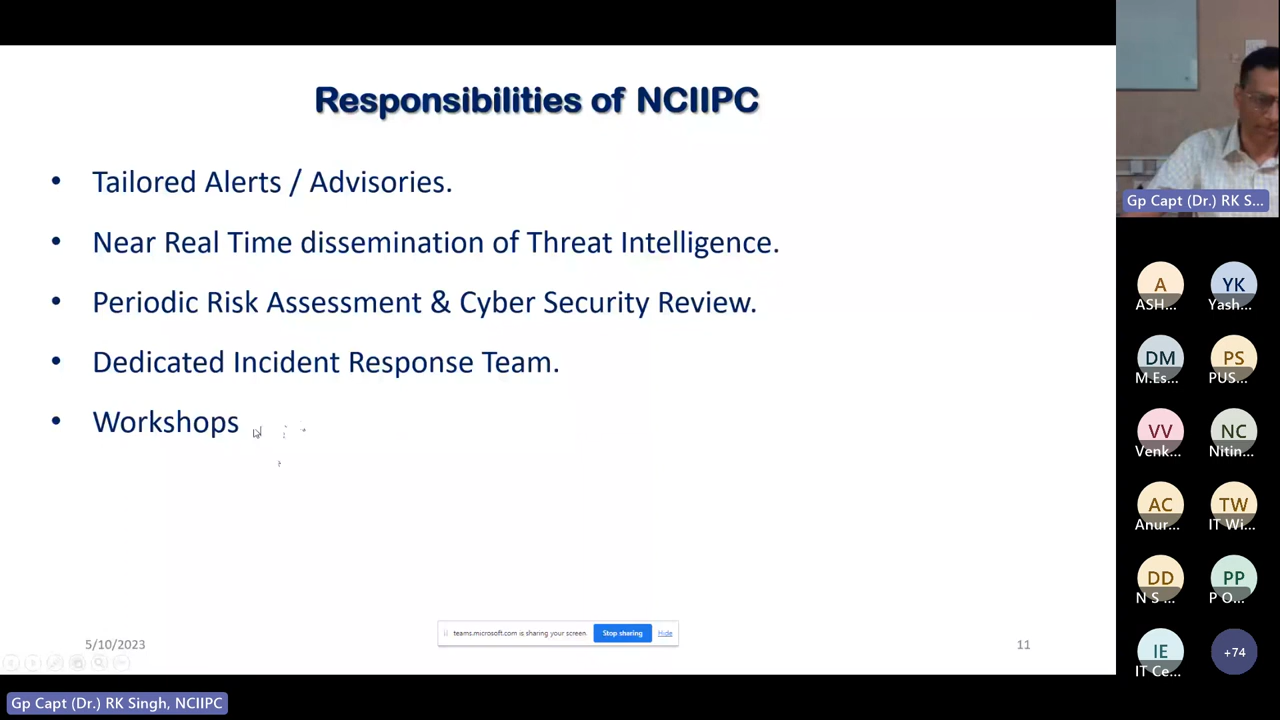 Responsibilities of NCIIPC
• Tailored Alerts / Advisories.
• Near Real Time dissemination of Threat Intelligence.
• Periodic Risk Assessment & Cyber Security Review.
• Dedicated Incident Response Team.
• Workshops
5/10/2023
teams.microsoft.com is sharing your screen.
Stop sharing
Hide
11
Gp Capt (Dr.) RK Singh, NCIIPC
Gp Capt (Dr.) RK S...
A
ASH...
YK
Yash...
DM
M.Es...
PS
PUS...
VV
Venk...
NC
Nitin...
AC
Anur...
TW
IT Wi...
DD
N S ...
PP
P O...
IE
IT Ce...
+74